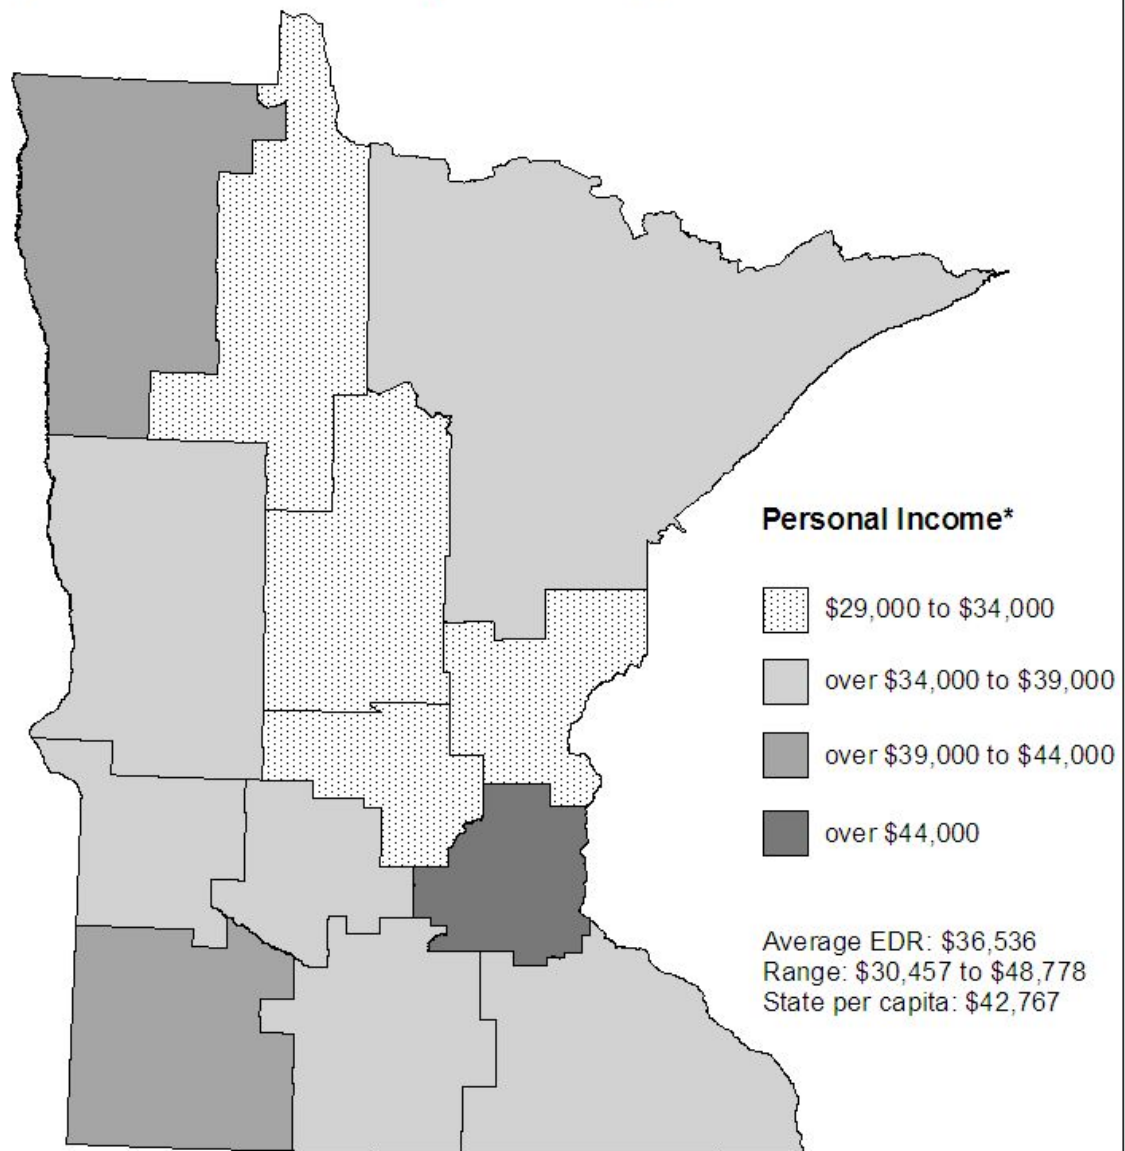 Personal Income*
$29,000 to $34,000
over $34,000 to $39,000
over $39,000 to $44,000
over $44,000
Average EDR: $36,536
Range: $30,457 to $48,778
State per capita: $42,767